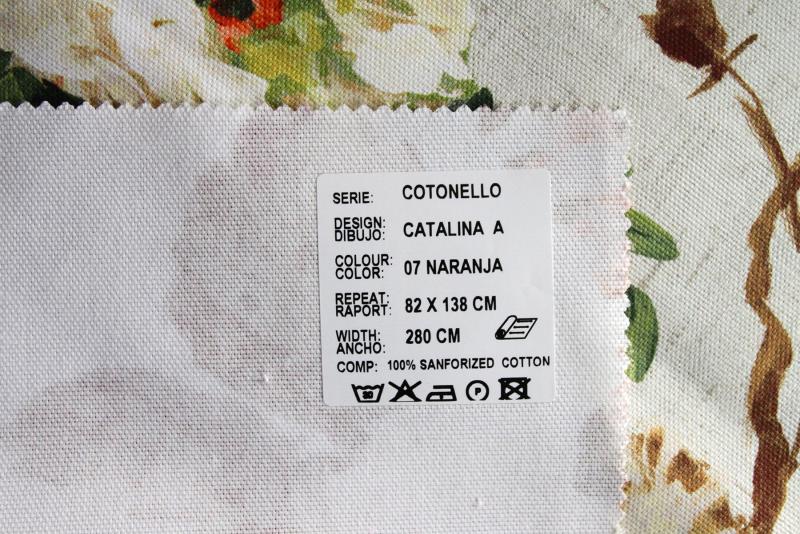 SERIE: COTONELLO
DESIGN:
DIBUJO: CATALINA A
COLOUR:
COLOR: 07 NARANJA
REPEAT:
RAPORT: 82 X 138 CM
WIDTH:
ANCHO: 280 CM
COMP: 100% SANFORIZED COTTON
30 P